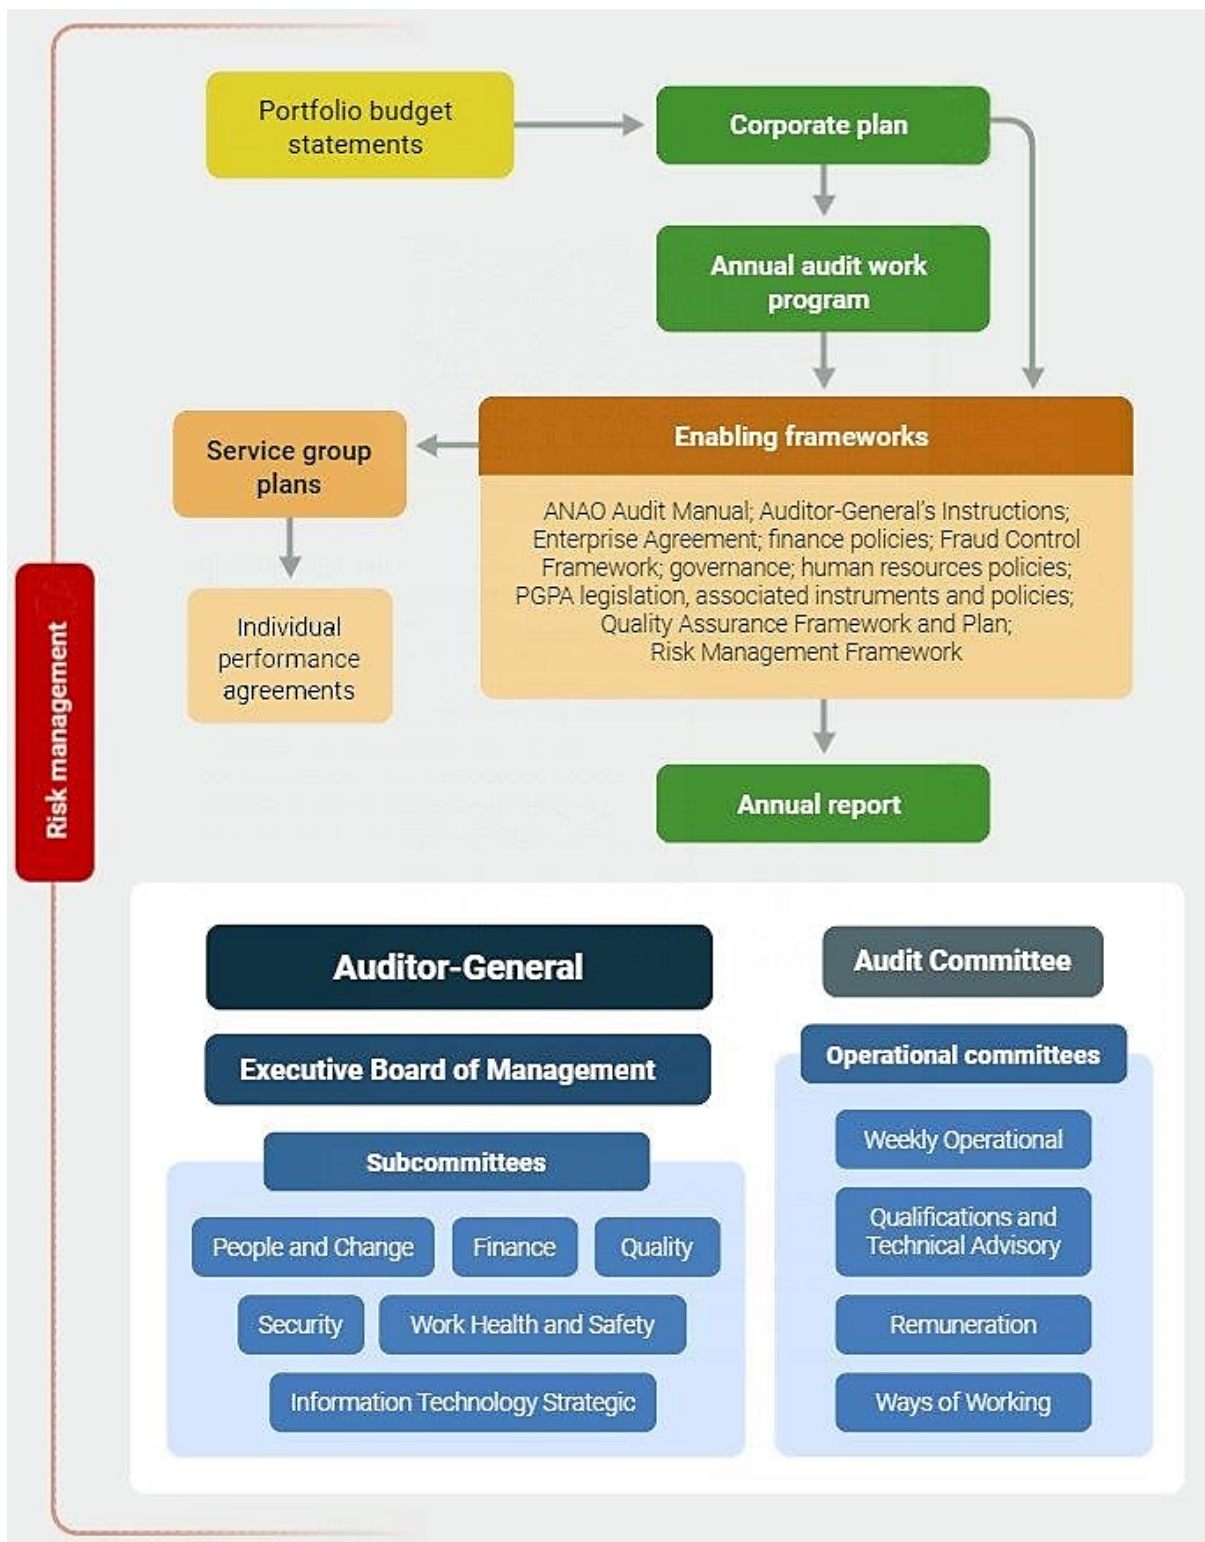 Portfolio budget
statements
Corporate plan
Annual audit work
program
Service group
plans
Enabling frameworks
ANAO Audit Manual; Auditor-General's Instructions;
Enterprise Agreement; finance policies; Fraud Control
Framework; governance; human resources policies;
PGPA legislation, associated instruments and policies;
Quality Assurance Framework and Plan;
Risk Management Framework
Individual
performance
agreements
Risk management
Annual report
Auditor-General
Executive Board of Management
Subcommittees
People and Change
Finance
Quality
Security
Work Health and Safety
Information Technology Strategic
Audit Committee
Operational committees
Weekly Operational
Qualifications and
Technical Advisory
Remuneration
Ways of Working